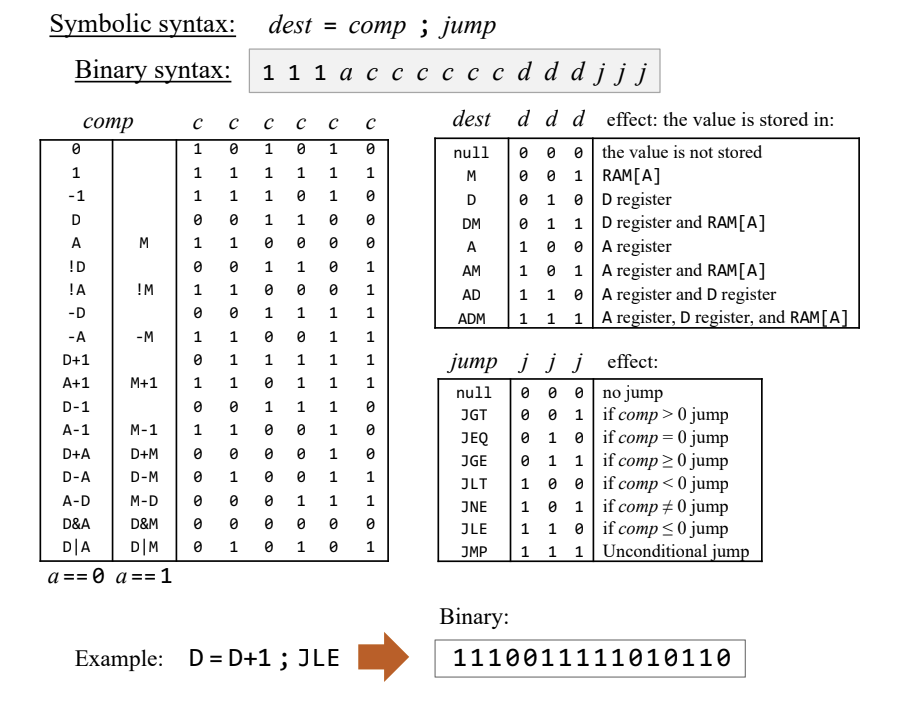 Symbolic syntax: dest = comp ; jump
Binary syntax: 1 1 1 a c c c c c c d d d j j j
comp c c c c c c
0 1 0 1 0 1 0
1 1 1 1 1 1 1
-1 1 1 1 0 1 0
D 0 0 1 1 0 0
A M 1 1 0 0 0 0
!D 0 0 1 1 0 1
!A !M 1 1 0 0 0 1
-D 0 0 1 1 1 1
-A -M 1 1 0 0 1 1
D+1 0 1 1 1 1 1
A+1 M+1 1 1 0 1 1 1
D-1 0 0 1 1 1 0
A-1 M-1 1 1 0 0 1 0
D+A D+M 0 0 0 0 1 0
D-A D-M 0 1 0 0 1 1
A-D M-D 0 0 0 1 1 1
D&A D&M 0 0 0 0 0 0
D|A D|M 0 1 0 1 0 1
a==0 a==1
dest d d d effect: the value is stored in:
null 0 0 0 the value is not stored
M 0 0 1 RAM[A]
D 0 1 0 D register
DM 0 1 1 D register and RAM[A]
A 1 0 0 A register
AM 1 0 1 A register and RAM[A]
AD 1 1 0 A register and D register
ADM 1 1 1 A register, D register, and RAM[A]
jump j j j effect:
null 0 0 0 no jump
JGT 0 0 1 if comp > 0 jump
JEQ 0 1 0 if comp = 0 jump
JGE 0 1 1 if comp ≥ 0 jump
JLT 1 0 0 if comp < 0 jump
JNE 1 0 1 if comp ≠ 0 jump
JLE 1 1 0 if comp ≤ 0 jump
JMP 1 1 1 Unconditional jump
Binary:
Example: D=D+1 ; JLE 1110011111010110